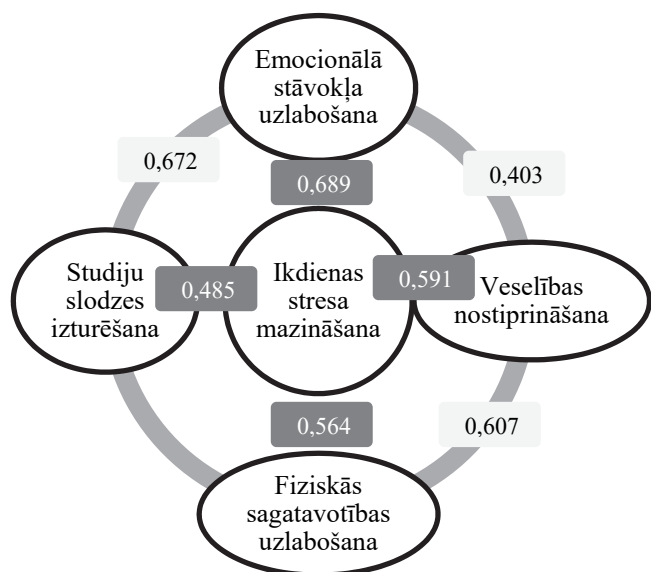 Emocionālā
stāvokļa
uzlabošana
0,672
0,689
0,403
Studiju
slodzes
izturēšana
0,485
Ikdienas
stresa
mazināšana
0,591
Veselības
nostiprināšana
0,564
0,607
Fiziskās
sagatavotības
uzlabošana